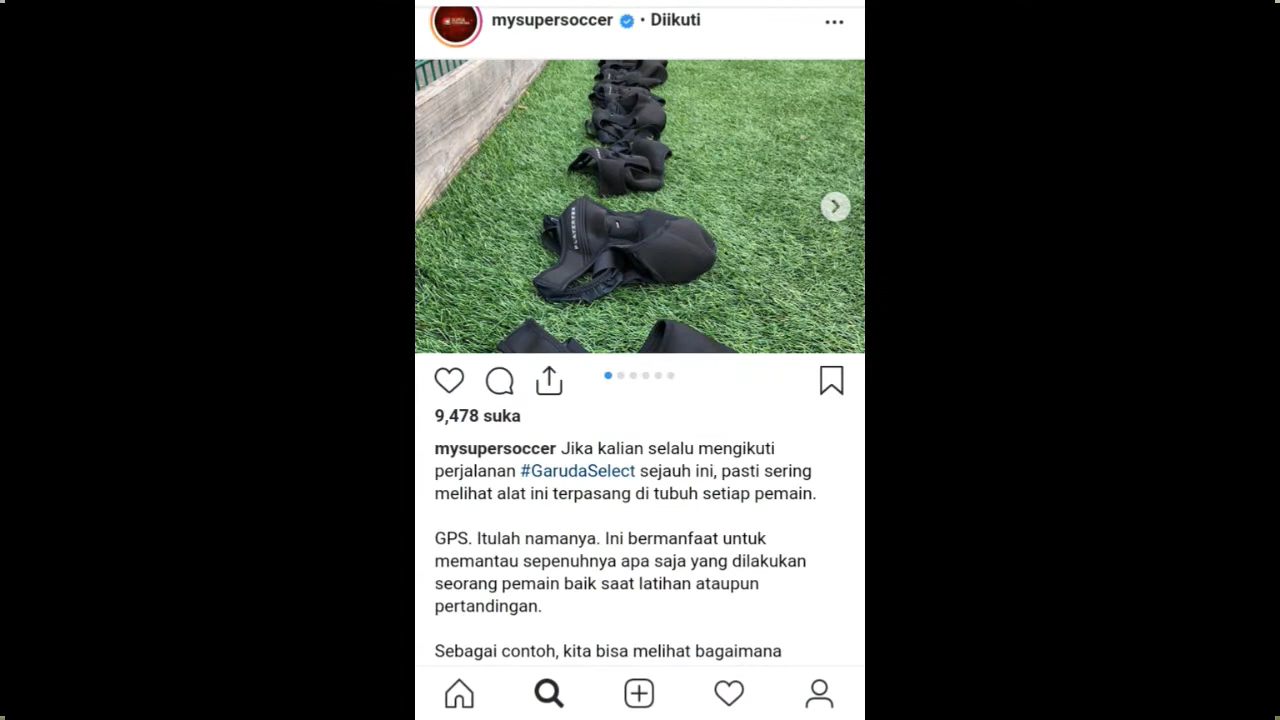 mysupersoccer • Diikuti
PLAYERTEK
9,478 suka
mysupersoccer Jika kalian selalu mengikuti
perjalanan #GarudaSelect sejauh ini, pasti sering
melihat alat ini terpasang di tubuh setiap pemain.
GPS. Itulah namanya. Ini bermanfaat untuk
memantau sepenuhnya apa saja yang dilakukan
seorang pemain baik saat latihan ataupun
pertandingan.
Sebagai contoh, kita bisa melihat bagaimana